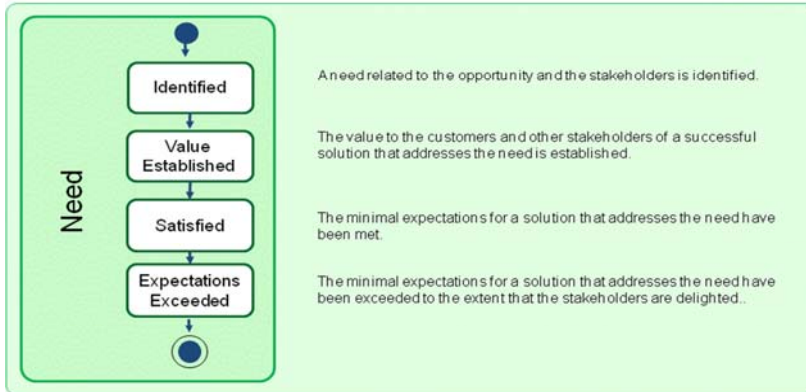 Need
Identified
A need related to the opportunity and the stakeholders is identified.
Value
Established
The value to the customers and other stakeholders of a successful
solution that addresses the need is established.
Satisfied
The minimal expectations for a solution that addresses the need have
been met.
Expectations
Exceeded
The minimal expectations for a solution that addresses the need have
been exceeded to the extent that the stakeholders are delighted..